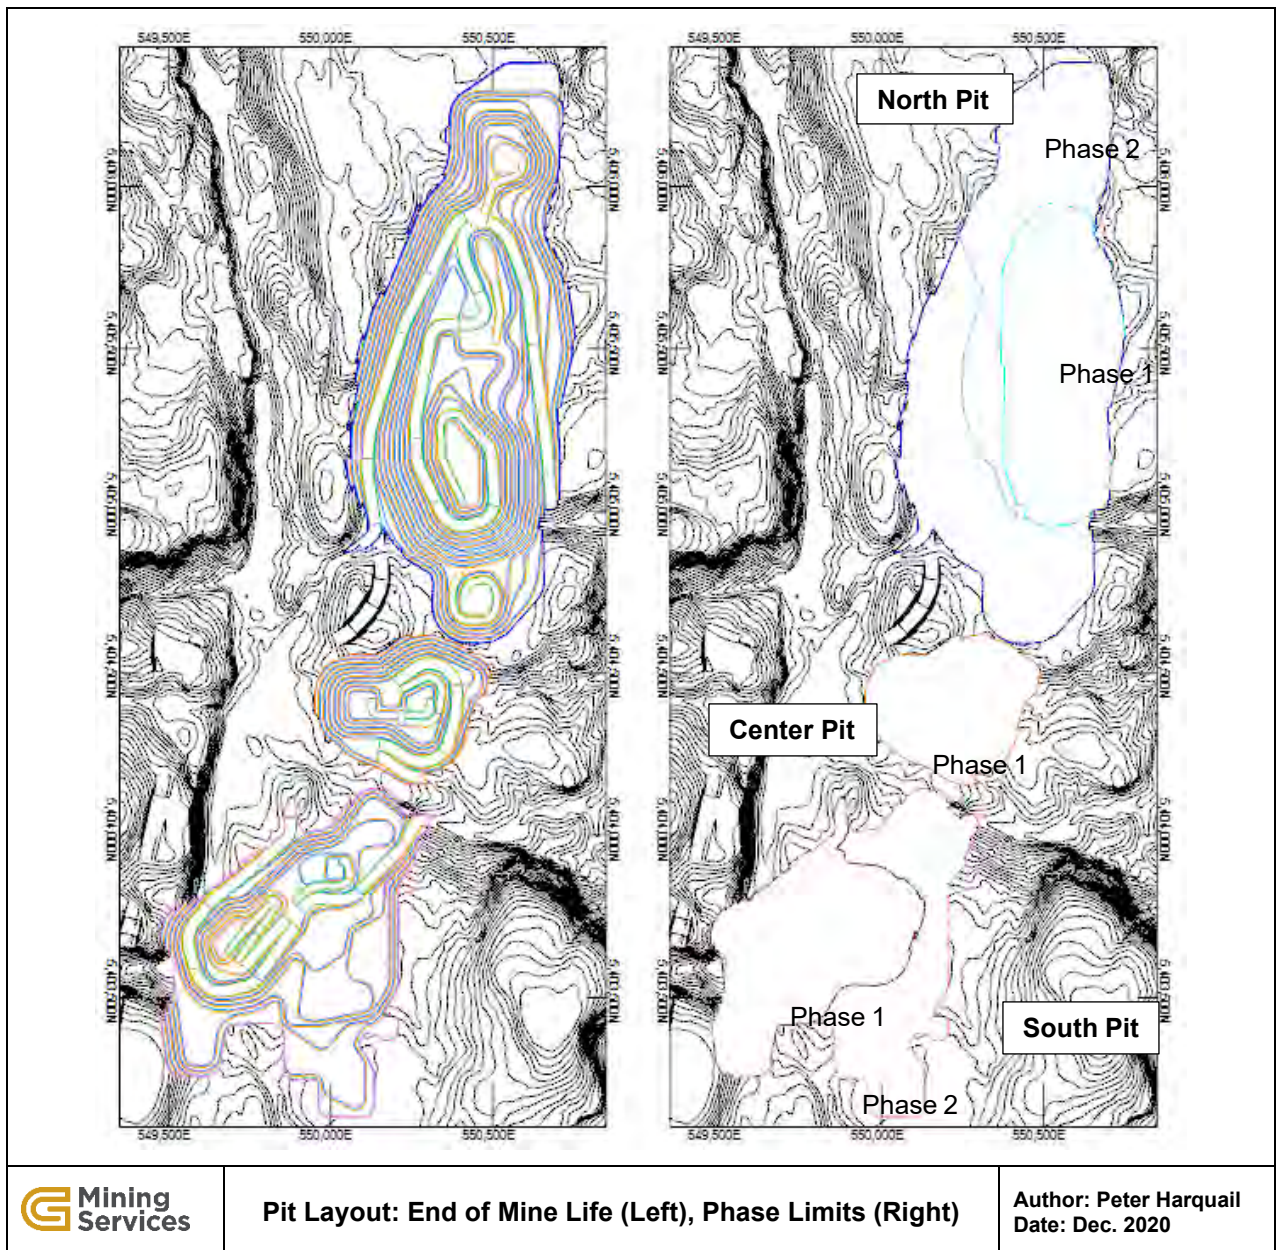 549,500E 550,000E 550,500E
549,500E 550,000E 550,500E
North Pit
Phase 2
Phase 1
Center Pit
Phase 1
Phase 1
South Pit
Phase 2
549,500E 550,000E 550,500E
549,500E 550,000E 550,500E
G Mining
Services
Pit Layout: End of Mine Life (Left), Phase Limits (Right)
Author: Peter Harquail
Date: Dec. 2020